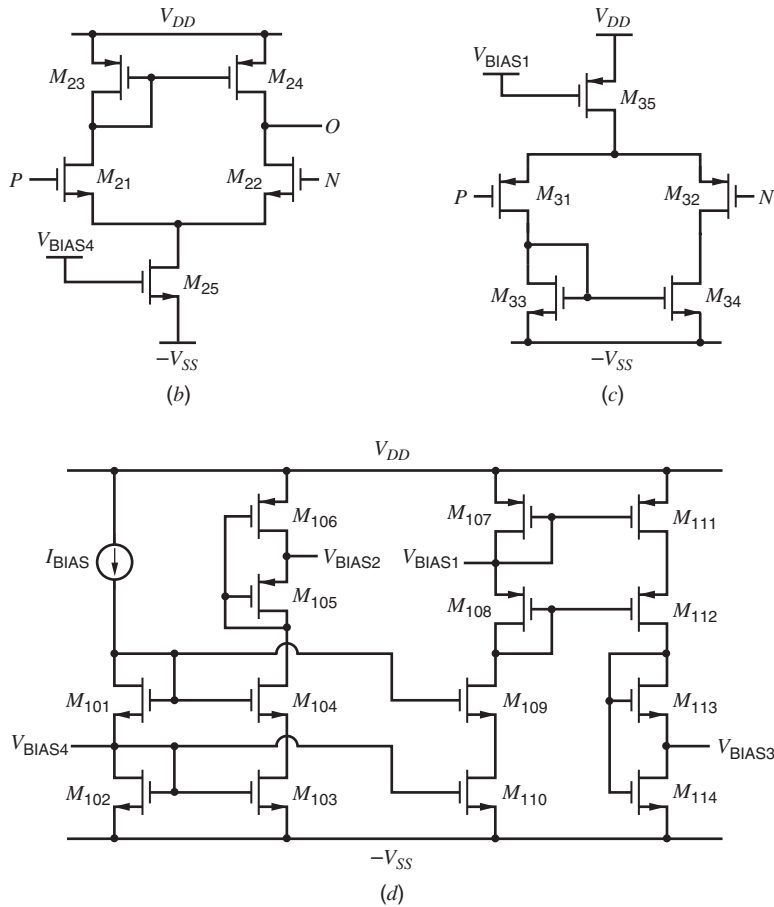 V_DD
M_23
M_24
O
P
M_21
M_22
N
V_BIAS4
M_25
−V_SS
(b)
V_DD
V_BIAS1
M_35
P
M_31
M_32
N
M_33
M_34
−V_SS
(c)
V_DD
M_106
M_107
M_111
I_BIAS
V_BIAS2
V_BIAS1
M_105
M_108
M_112
M_101
M_104
M_109
M_113
V_BIAS4
V_BIAS3
M_102
M_103
M_110
M_114
−V_SS
(d)